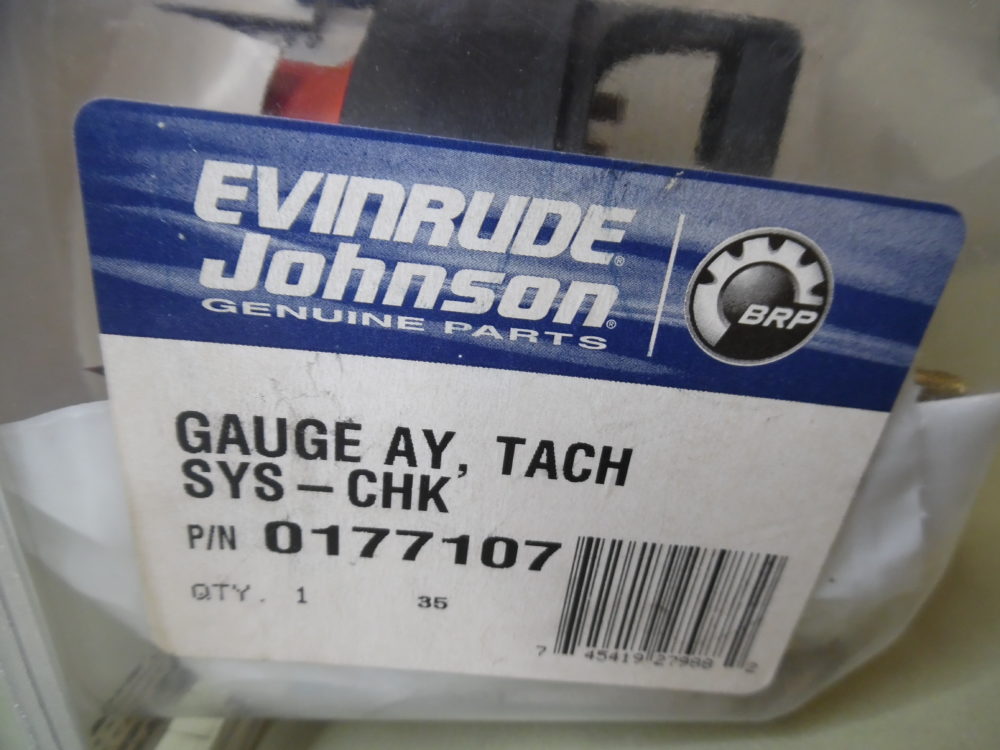 EVINRUDE®
Johnson®
GENUINE PARTS
BRP
GAUGE AY, TACH
SYS-CHK
P/N 0177107
QTY. 1 35
7 45419 27988 2